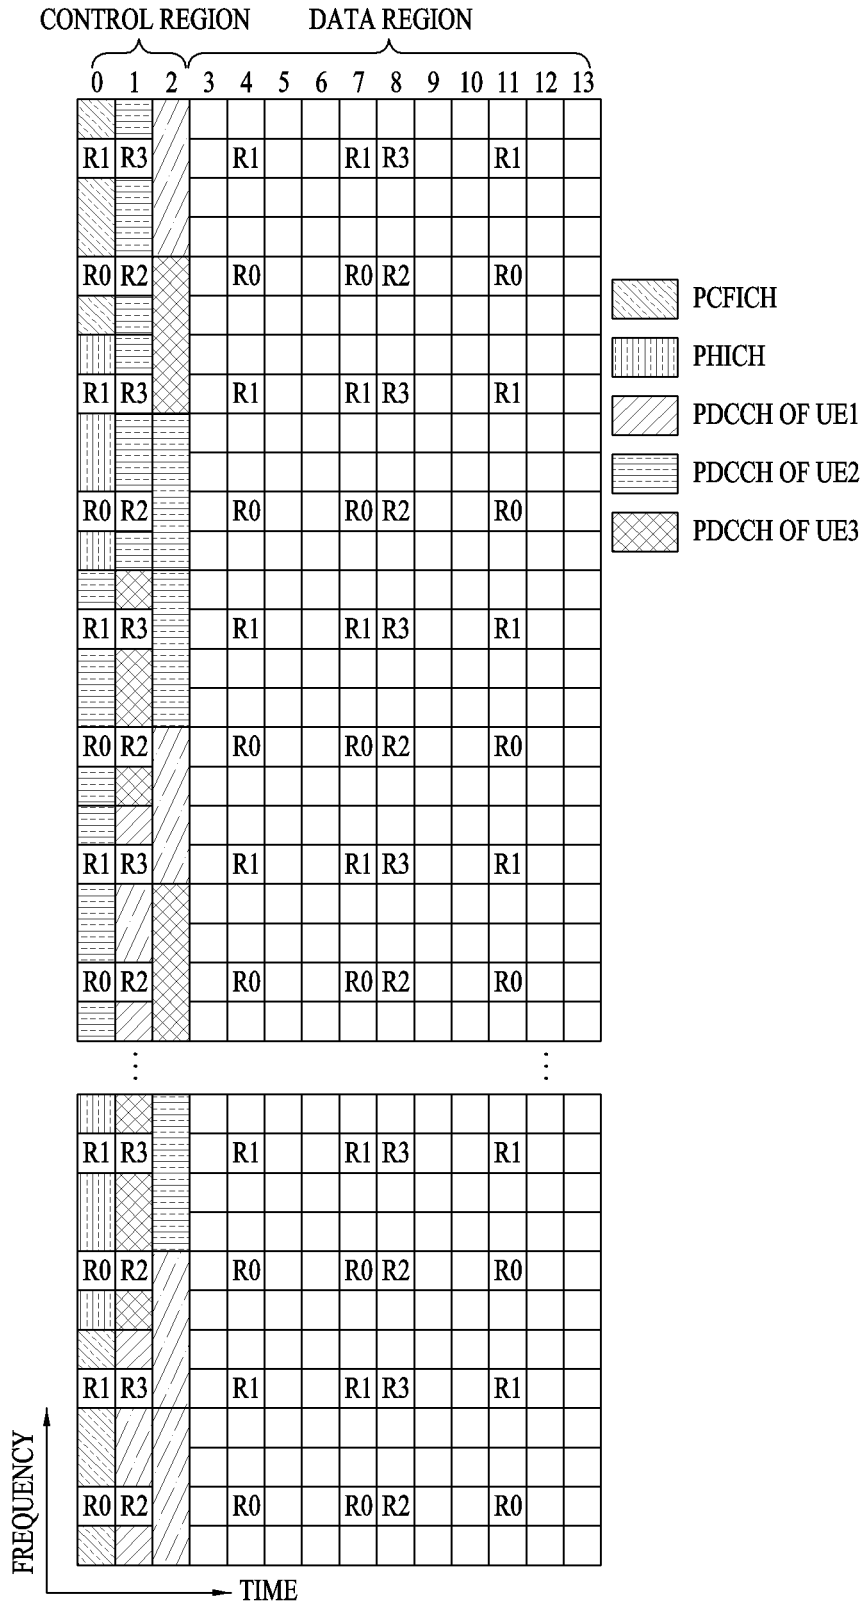 CONTROL REGION DATA REGION
0 1 2 3 4 5 6 7 8 9 10 11 12 13
R1 R3 R1 R1 R3 R1
R0 R2 R0 R0 R2 R0
R1 R3 R1 R1 R3 R1
R0 R2 R0 R0 R2 R0
R1 R3 R1 R1 R3 R1
R0 R2 R0 R0 R2 R0
R1 R3 R1 R1 R3 R1
R0 R2 R0 R0 R2 R0
R1 R3 R1 R1 R3 R1
R0 R2 R0 R0 R2 R0
R1 R3 R1 R1 R3 R1
R0 R2 R0 R0 R2 R0
PCFICH
PHICH
PDCCH OF UE1
PDCCH OF UE2
PDCCH OF UE3
FREQUENCY
TIME